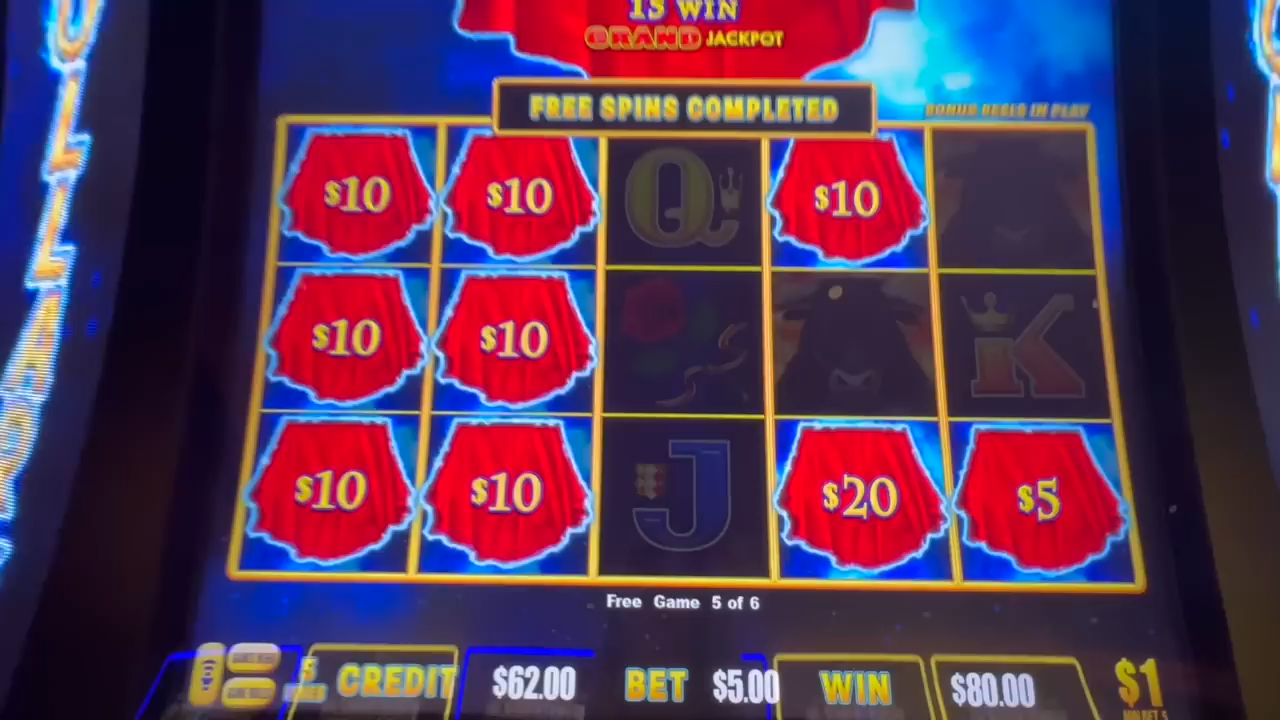 15 WIN
GRAND JACKPOT
FREE SPINS COMPLETED
BONUS REELS IN PLAY
$10 $10 Q $10
$10 $10 K
$10 $10 J $20 $5
Free Game 5 of 6
CREDIT $62.00 BET $5.00 WIN $80.00 $1